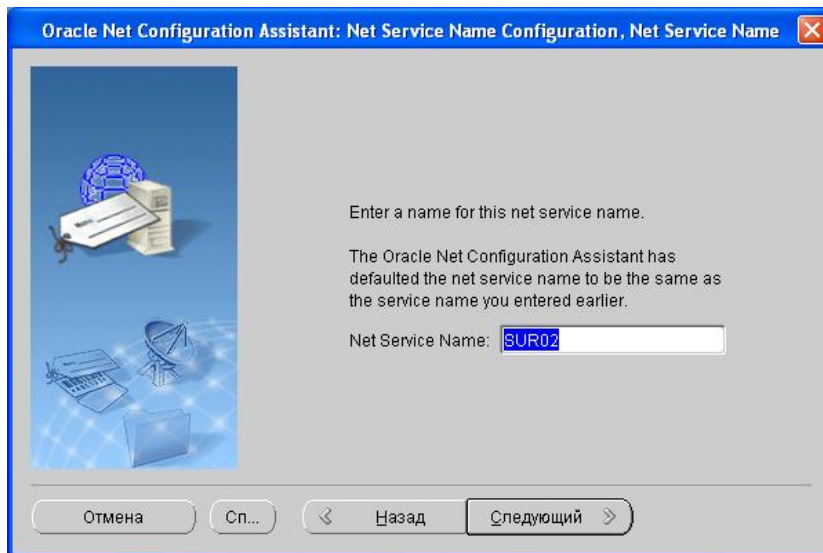 Oracle Net Configuration Assistant: Net Service Name Configuration, Net Service Name
Enter a name for this net service name.
The Oracle Net Configuration Assistant has
defaulted the net service name to be the same as
the service name you entered earlier.
Net Service Name: SUR02
Отмена Сп... Назад Следующий